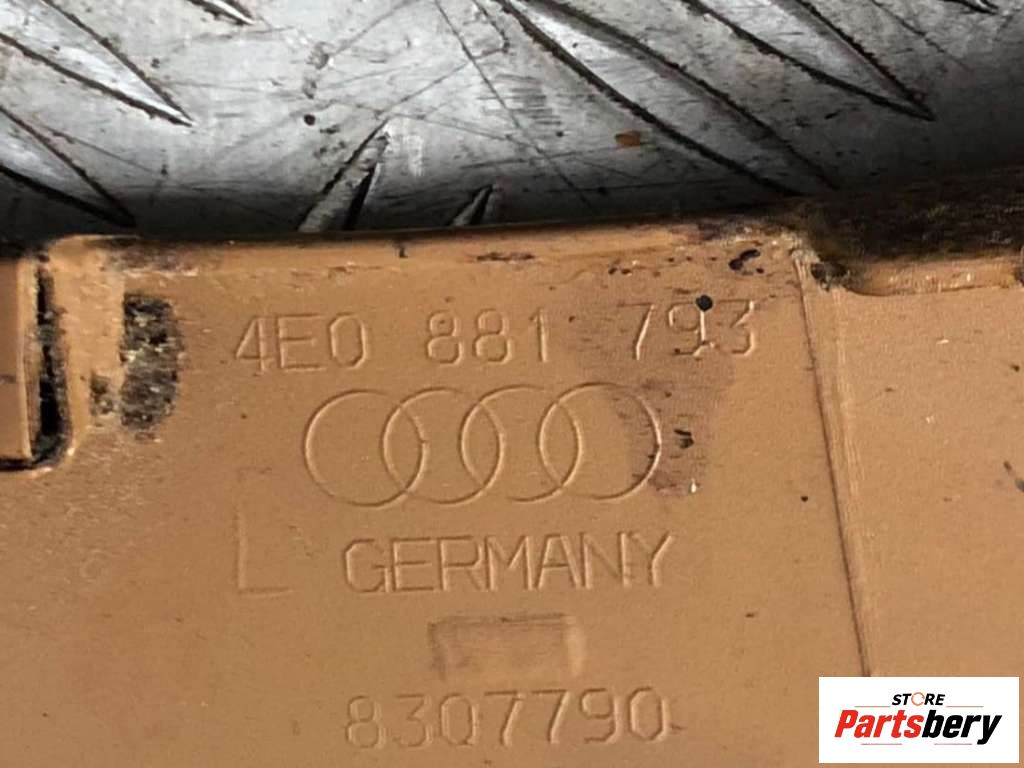 4E0 881 793
L GERMANY
8307790
STORE
Partsbery